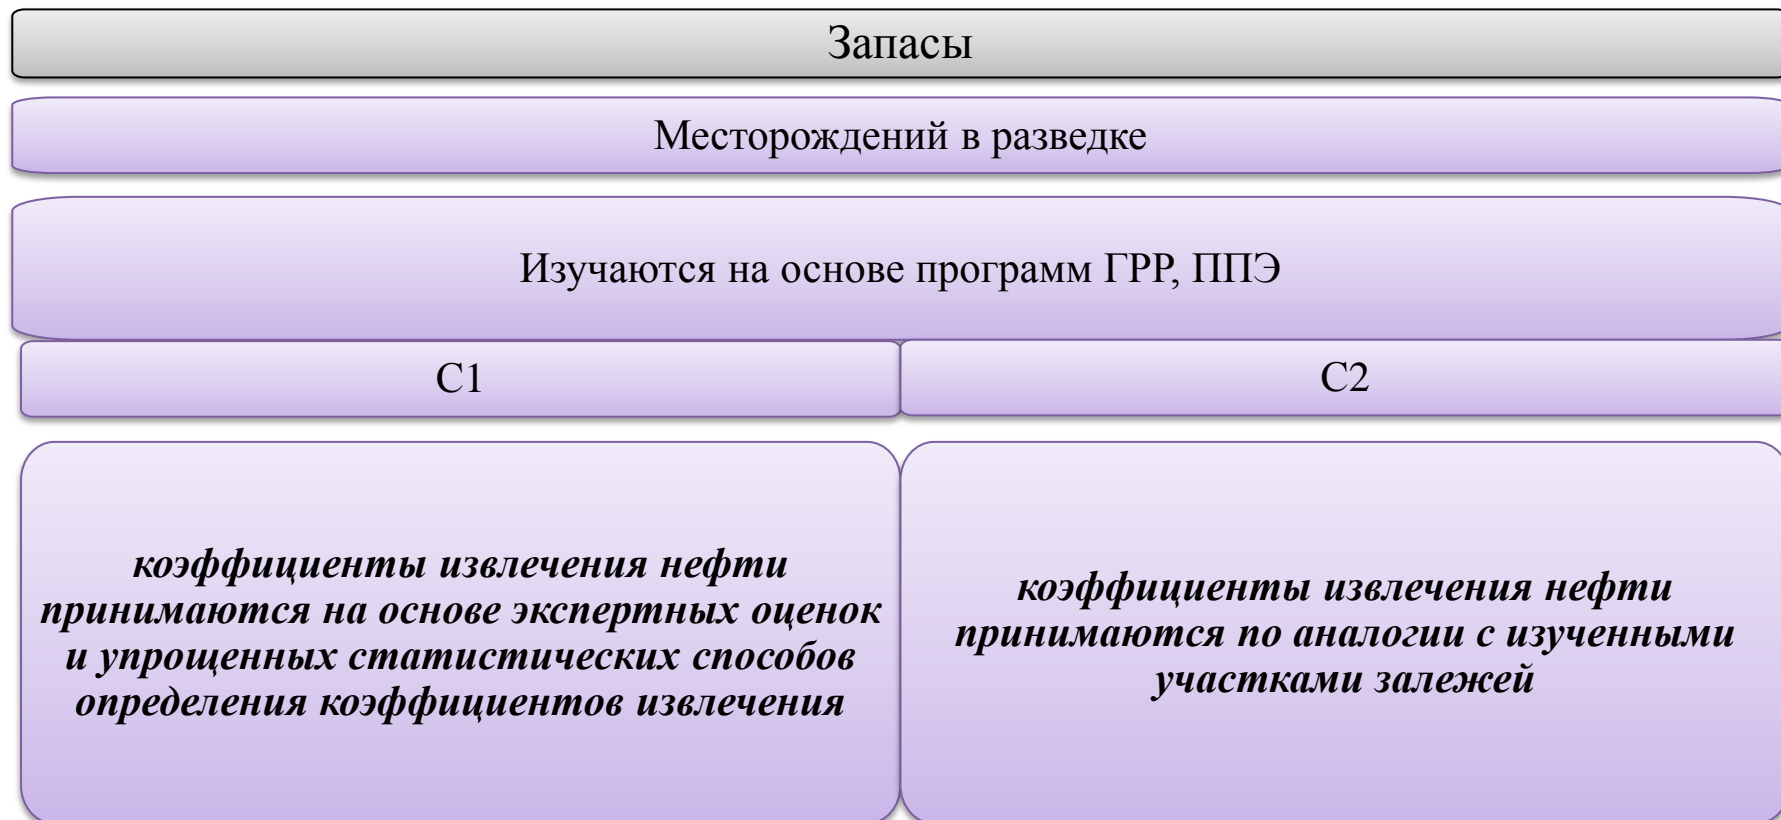 Запасы
Месторождений в разведке
Изучаются на основе программ ГРР, ППЭ
С1
С2
коэффициенты извлечения нефти
принимаются на основе экспертных оценок
и упрощенных статистических способов
определения коэффициентов извлечения
коэффициенты извлечения нефти
принимаются по аналогии с изученными
участками залежей